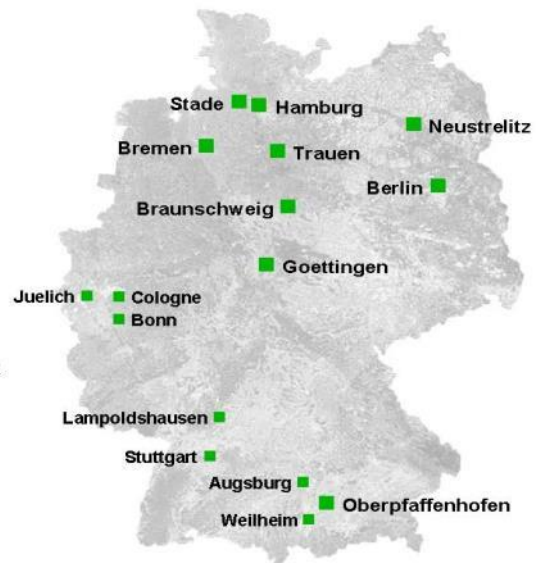 Stade
Hamburg
Neustrelitz
Bremen
Trauen
Berlin
Braunschweig
Goettingen
Juelich
Cologne
Bonn
Lampoldshausen
Stuttgart
Augsburg
Oberpfaffenhofen
Weilheim